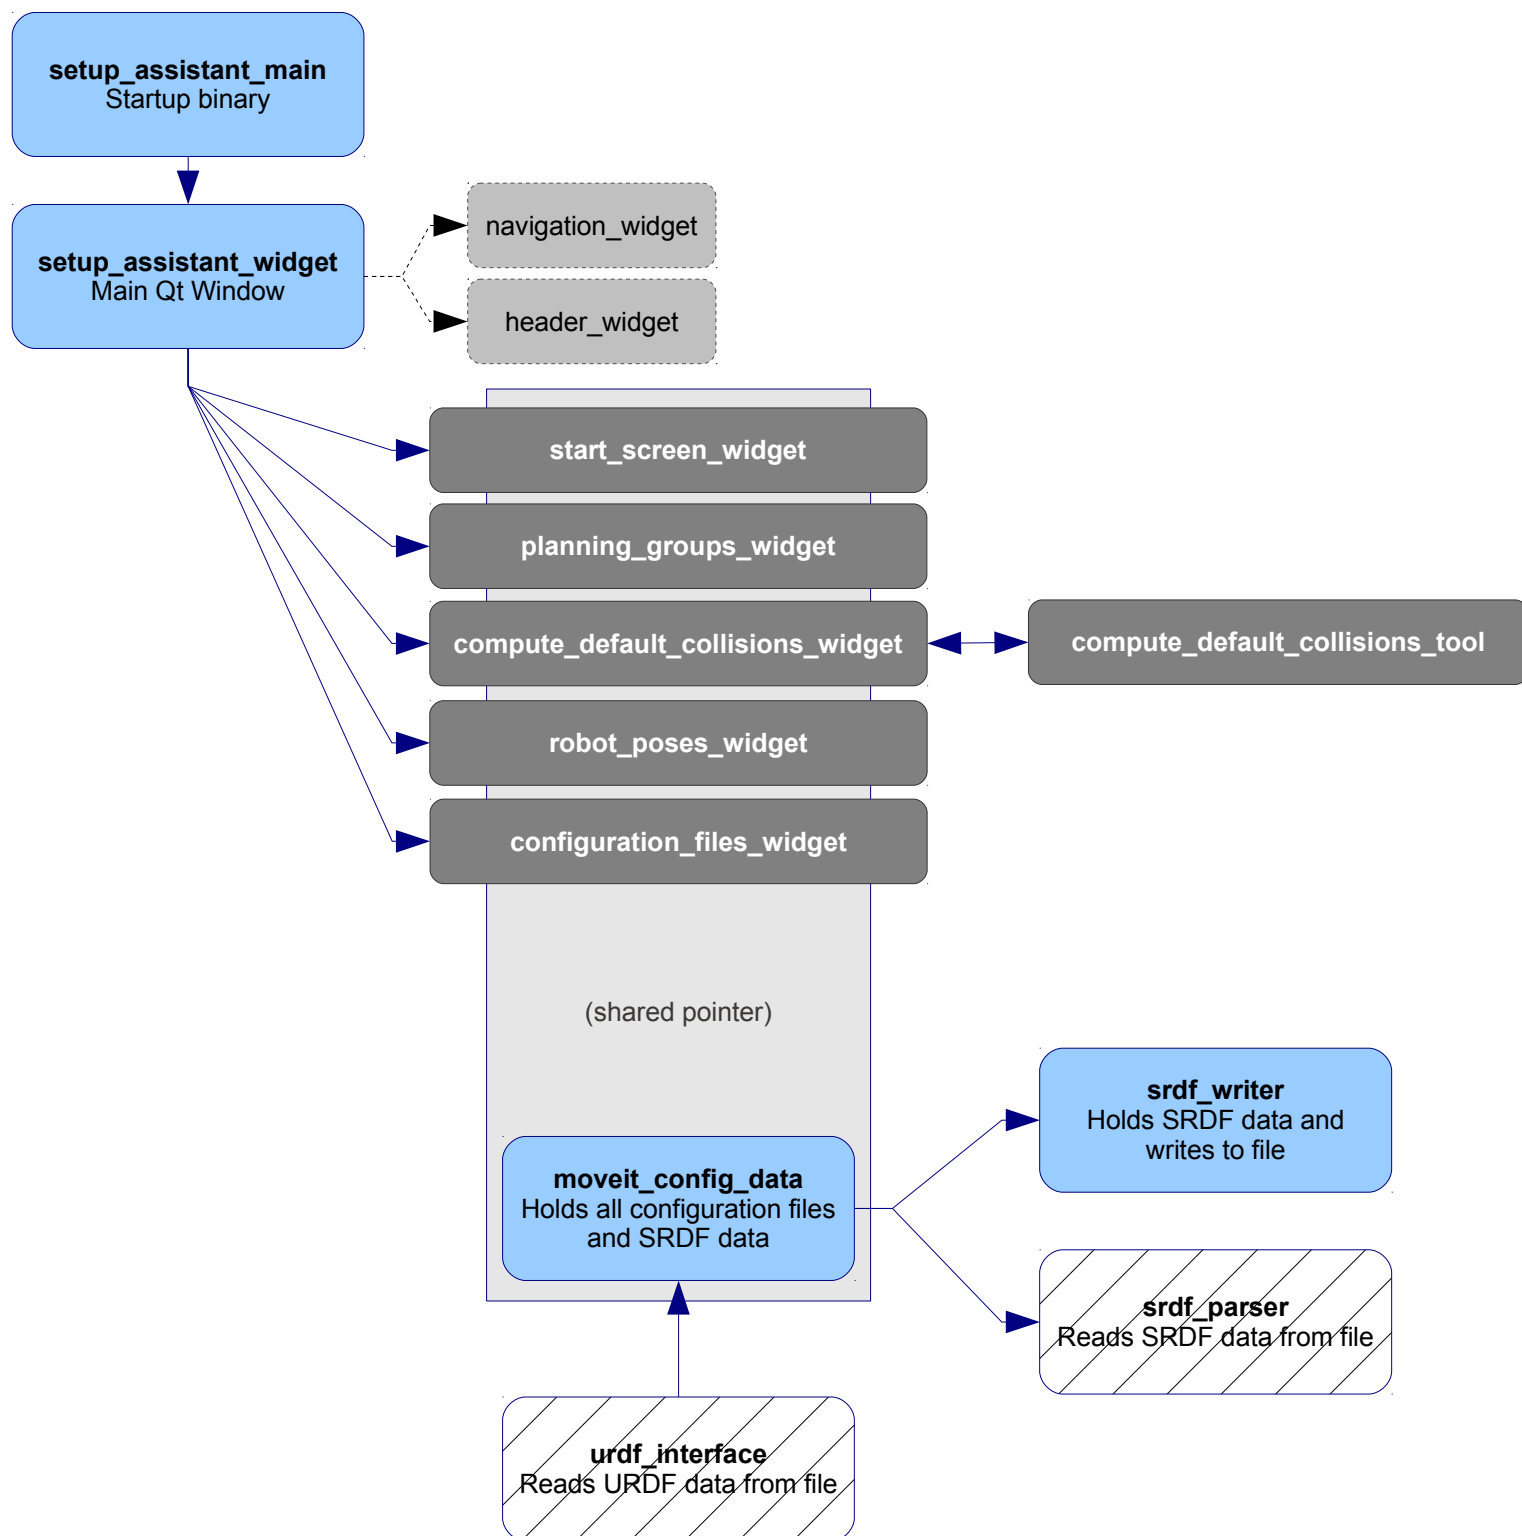 setup_assistant_main
Startup binary
setup_assistant_widget
Main Qt Window
navigation_widget
header_widget
start_screen_widget
planning_groups_widget
compute_default_collisions_widget
compute_default_collisions_tool
robot_poses_widget
configuration_files_widget
(shared pointer)
srdf_writer
Holds SRDF data and
writes to file
moveit_config_data
Holds all configuration files
and SRDF data
srdf_parser
Reads SRDF data from file
urdf_interface
Reads URDF data from file